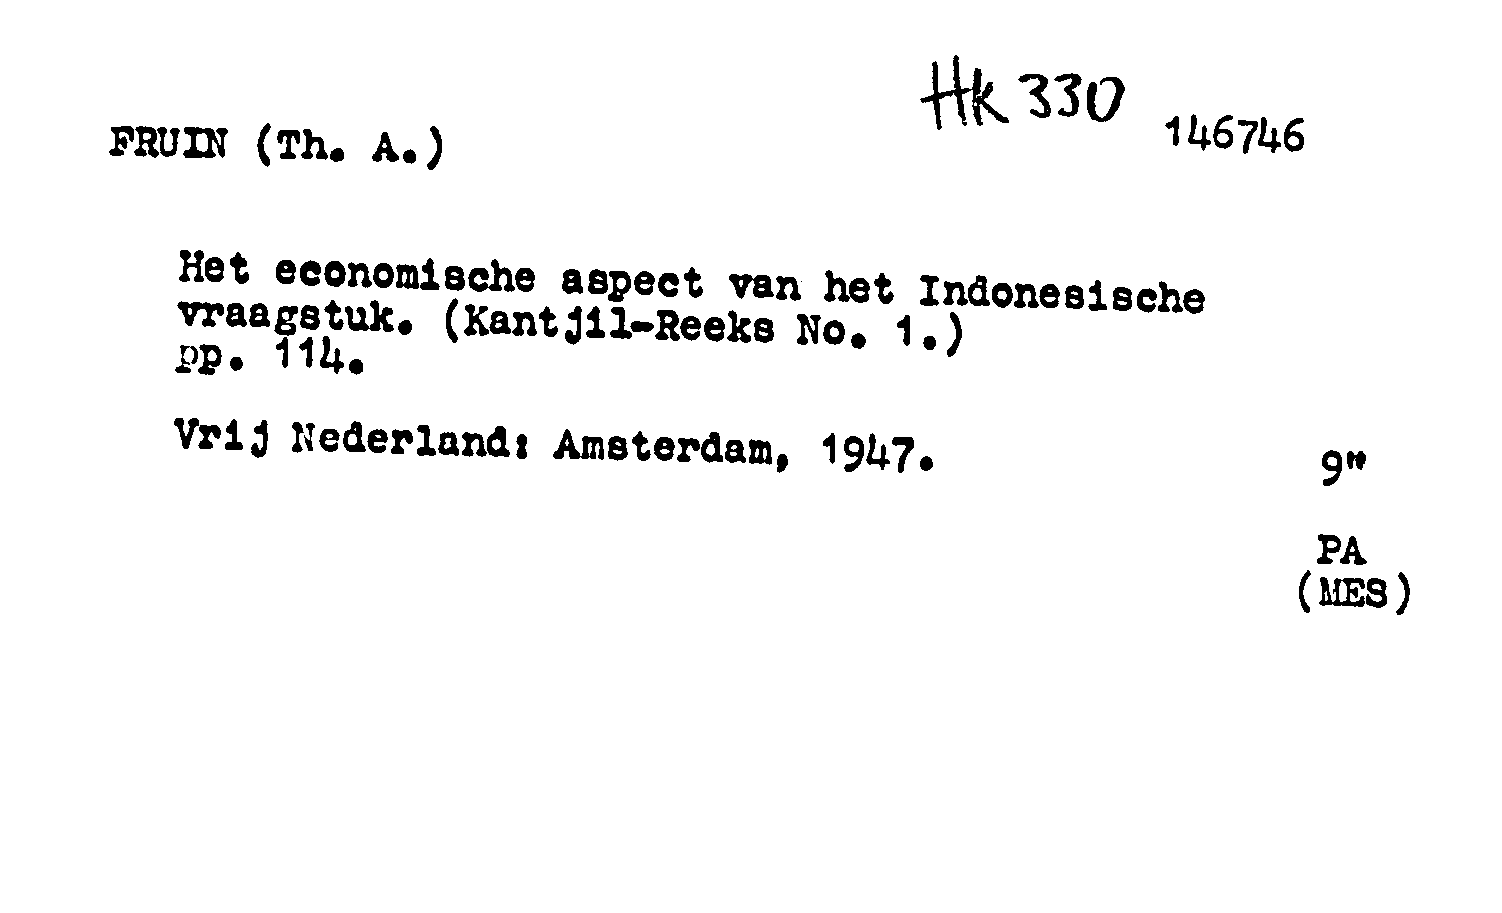 Hk 330
146746
FRUIN (Th. A.)
Het economische aspect van het Indonesische
vraagstuk. (Kantjil-Reeks No. 1.)
pp. 114.
Vrij Nederland: Amsterdam, 1947.
9"
PA
(MES)